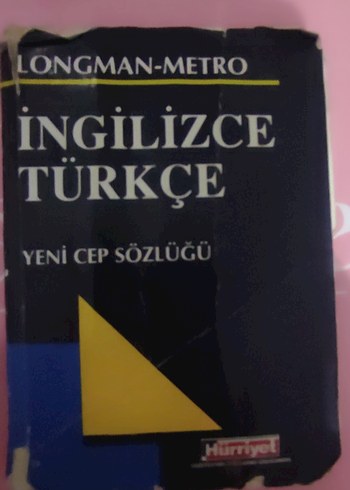 LONGMAN-METRO
İNGİLİZCE
TÜRKÇE
YENİ CEP SÖZLÜĞÜ
Hürriyet